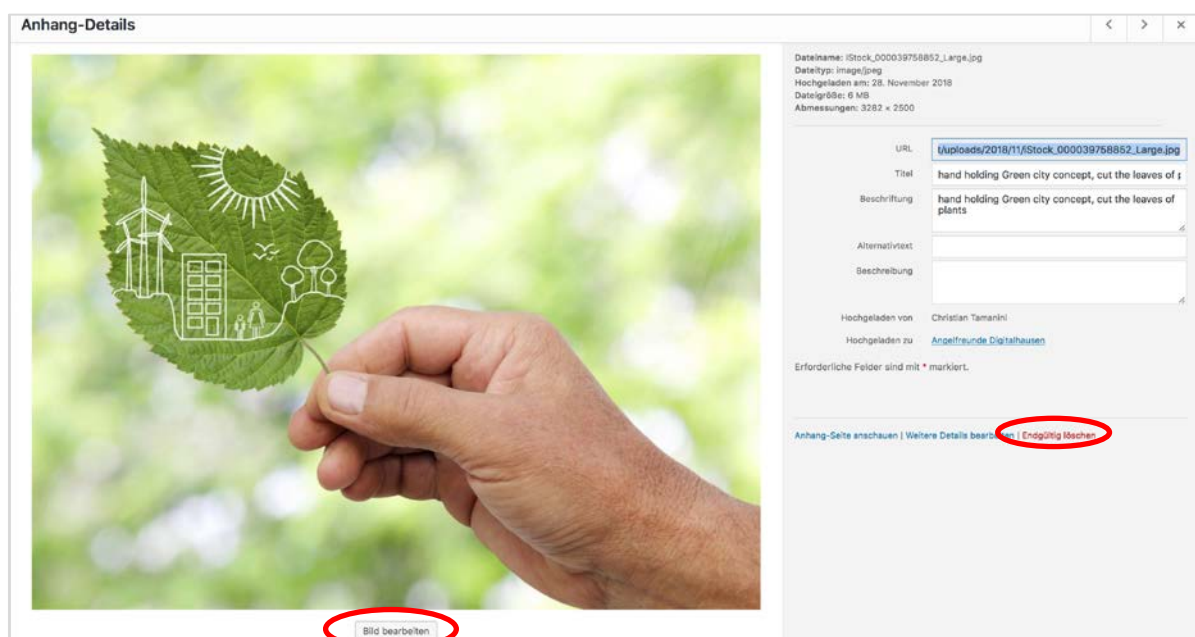 Anhang-Details
Dateiname: iStock_000039758852_Large.jpg
Dateityp: image/jpeg
Hochgeladen am: 28. November 2018
Dateigröße: 6 MB
Abmessungen: 3282 × 2500
URL t/uploads/2018/11/iStock_000039758852_Large.jpg
Titel hand holding Green city concept, cut the leaves of p
Beschriftung hand holding Green city concept, cut the leaves of
plants
Alternativtext
Beschreibung
Hochgeladen von Christian Tamanini
Hochgeladen zu Angelfreunde Digitalhausen
Erforderliche Felder sind mit * markiert.
Anhang-Seite anschauen | Weitere Details bearbeiten | Endgültig löschen
Bild bearbeiten